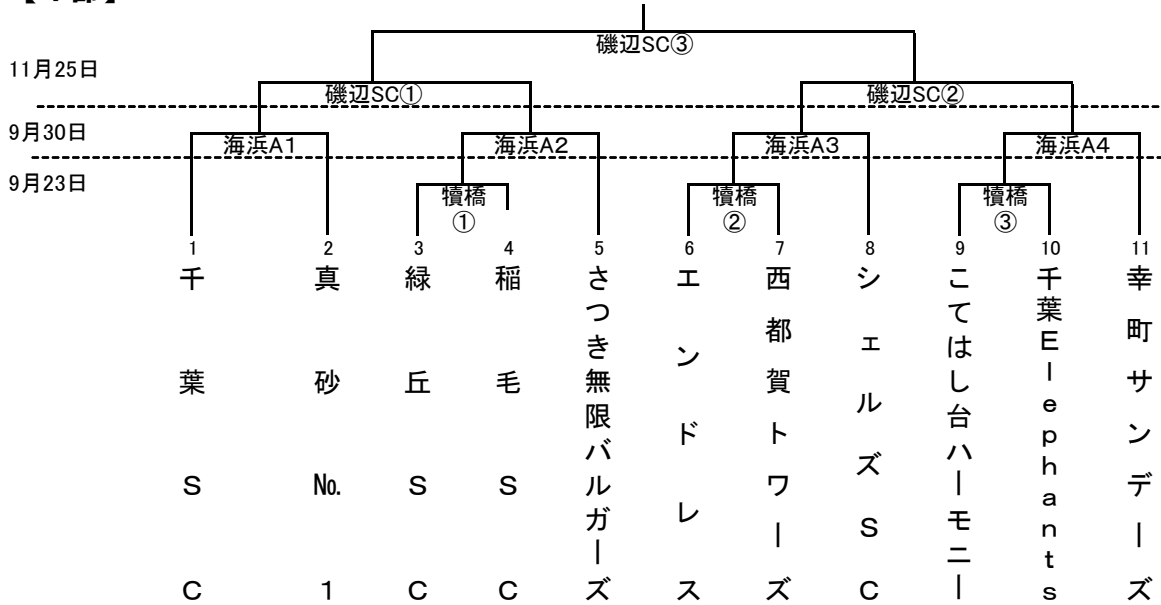 磯辺SC③
11月25日
磯辺SC①
磯辺SC②
9月30日
海浜A1
海浜A2
海浜A3
海浜A4
9月23日
犢橋
①
犢橋
②
犢橋
③
1
2
3
4
5
6
7
8
9
10
11
千葉SC
真砂No.1
緑丘SC
稲毛SC
さつき無限バルガーズ
エンドレス
西都賀トワーズ
シェルズSC
こてはし台ハーモニー
千葉Elephants
幸町サンデーズ